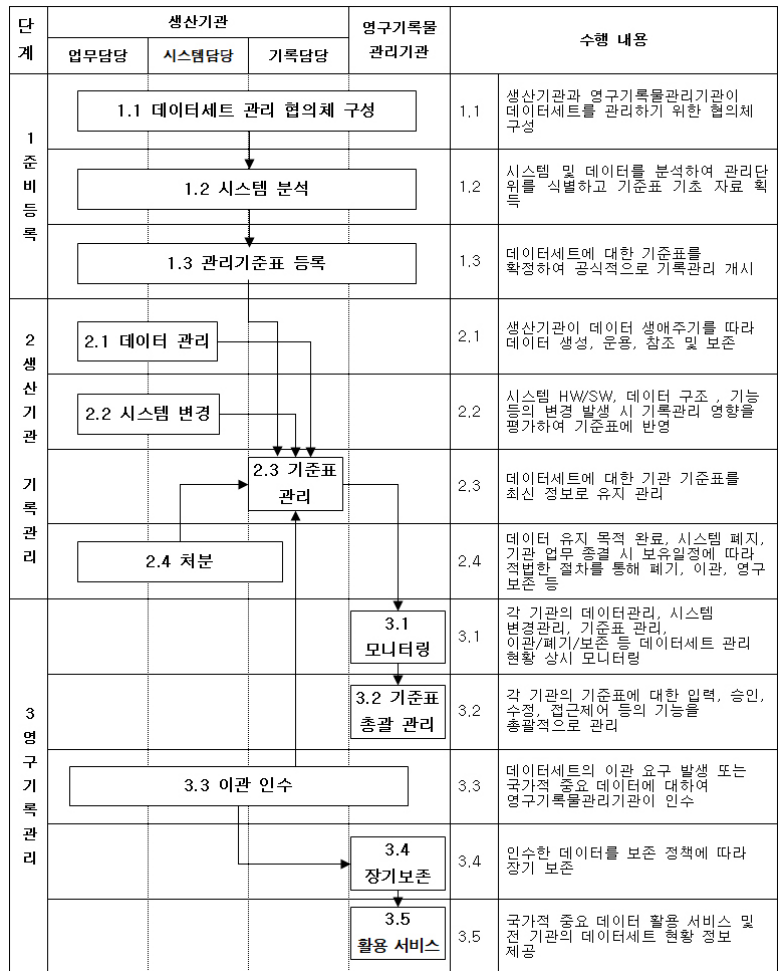 단계
생산기관
영구기록물
관리기관
수행 내용
업무담당
시스템담당
기록담당
1
준비등록
1.1 데이터세트 관리 협의체 구성
1.1
생산기관과 영구기록물관리기관이
데이터세트를 관리하기 위한 협의체
구성
1.2 시스템 분석
1.2
시스템 및 데이터를 분석하여 관리단
위를 식별하고 기준표 기초 자료 획
득
1.3 관리기준표 등록
1.3
데이터세트에 대한 기준표를
확정하여 공식적으로 기록관리 개시
2
생산기관 기록관리
2.1 데이터 관리
2.1
생산기관이 데이터 생애주기를 따라
데이터 생성, 운용, 참조 및 보존
2.2 시스템 변경
2.2
시스템 HW/SW, 데이터 구조 , 기능
등의 변경 발생 시 기록관리 영향을
평가하여 기준표에 반영
2.3 기준표
관리
2.3
데이터세트에 대한 기관 기준표를
최신 정보로 유지 관리
2.4 처분
2.4
데이터 유지 목적 완료, 시스템 폐지,
기관 업무 종결 시 보유일정에 따라
적법한 절차를 통해 폐기, 이관, 영구
보존 등
3
영구기록관리
3.1
모니터링
3.1
각 기관의 데이터관리, 시스템
변경관리, 기준표 관리,
이관/폐기/보존 등 데이터세트 관리
현황 상시 모니터링
3.2 기준표
총괄 관리
3.2
각 기관의 기준표에 대한 입력, 승인,
수정, 접근제어 등의 기능을
총괄적으로 관리
3.3 이관 인수
3.3
데이터세트의 이관 요구 발생 또는
국가적 중요 데이터에 대하여
영구기록물관리기관이 인수
3.4
장기보존
3.4
인수한 데이터를 보존 정책에 따라
장기 보존
3.5
활용 서비스
3.5
국가적 중요 데이터 활용 서비스 및
전 기관의 데이터세트 현황 정보
제공